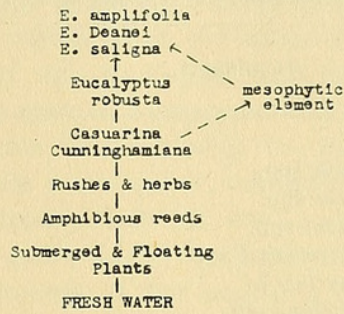 E. amplifolia
E. Deanei
E. saligna
Eucalyptus
robusta
mesophytic
element
Casuarina
Cunninghamiana
Rushes & herbs
Amphibious reeds
Submerged & Floating
Plants
FRESH WATER